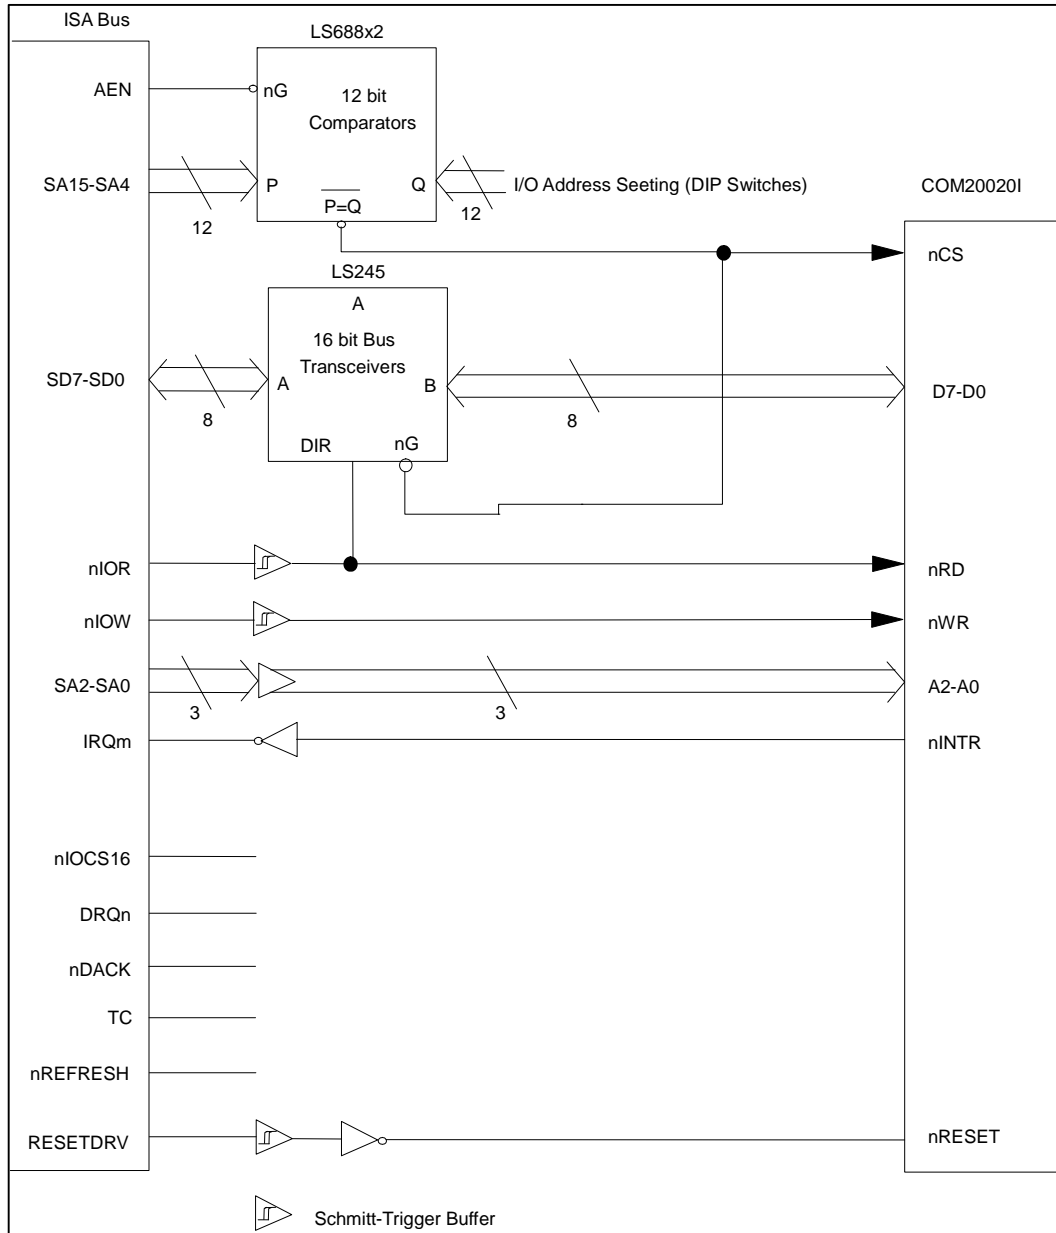 ISA Bus
LS688x2
AEN
nG
12 bit
Comparators
SA15-SA4
12
P
P=Q
Q
12
I/O Address Seeting (DIP Switches)
COM20020I
nCS
LS245
A
16 bit Bus
Transceivers
SD7-SD0
8
A
B
8
D7-D0
DIR
nG
nIOR
nRD
nIOW
nWR
SA2-SA0
3
3
A2-A0
IRQm
nINTR
nIOCS16
DRQn
nDACK
TC
nREFRESH
RESETDRV
nRESET
Schmitt-Trigger Buffer